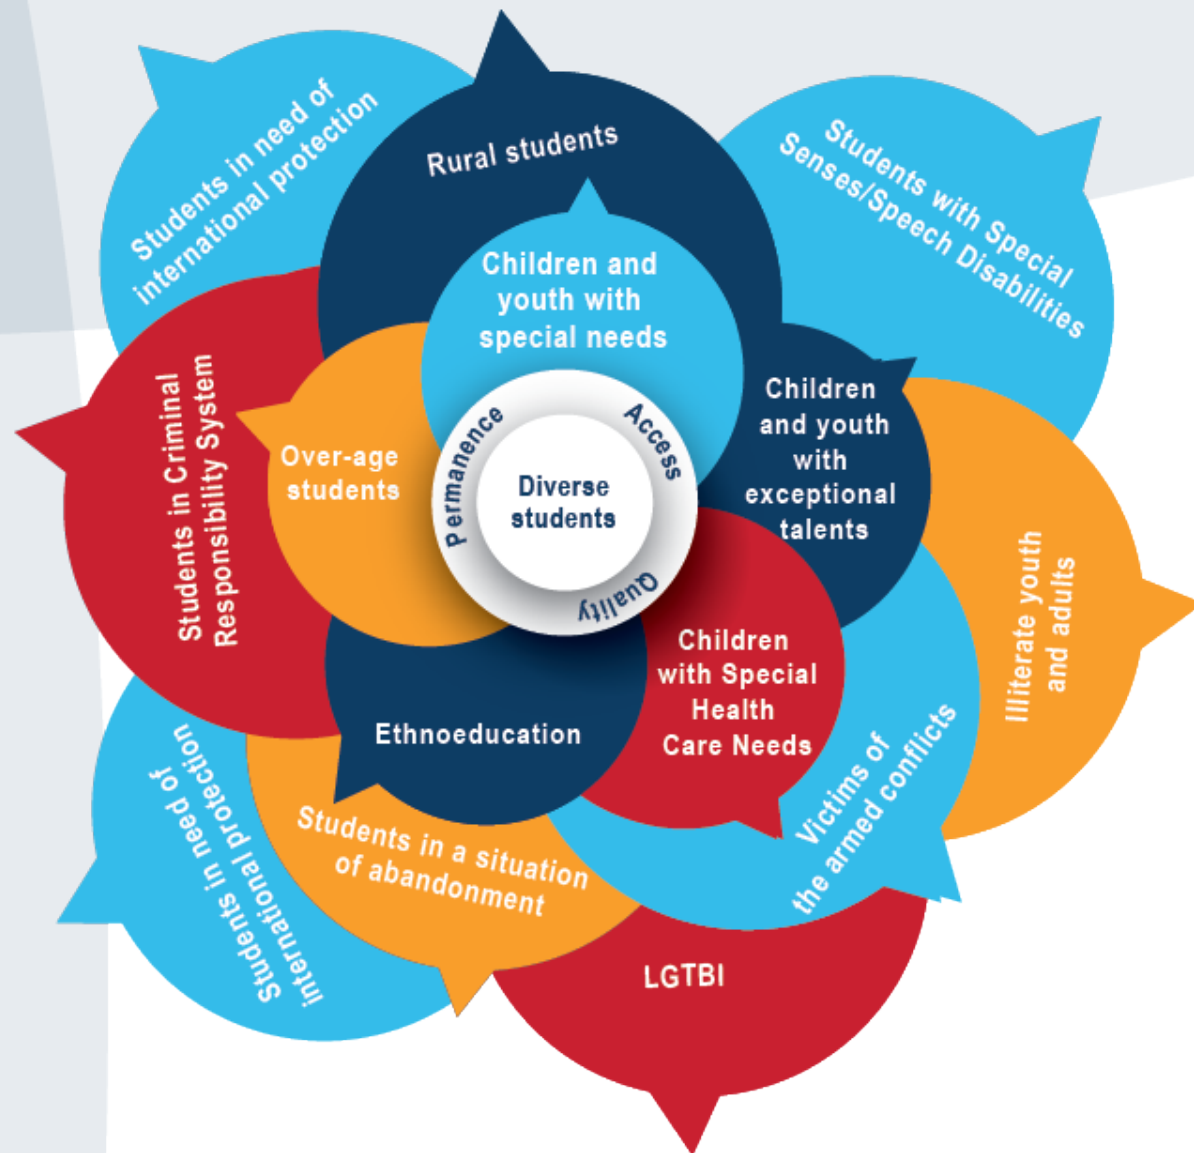 Students in need of
international protection
Rural students
Students with Special
Senses/Speech Disabilities
Children and
youth with
special needs
Children
and youth
with
exceptional
talents
Students in Criminal
Responsibility System
Over-age
students
Permanence
Access
Quality
Diverse
students
Illiterate youth
and adults
Children
with Special
Health
Care Needs
Ethnoeducation
Victims of
the armed conflicts
Students in need of
international protection
Students in a situation
of abandonment
LGTBI